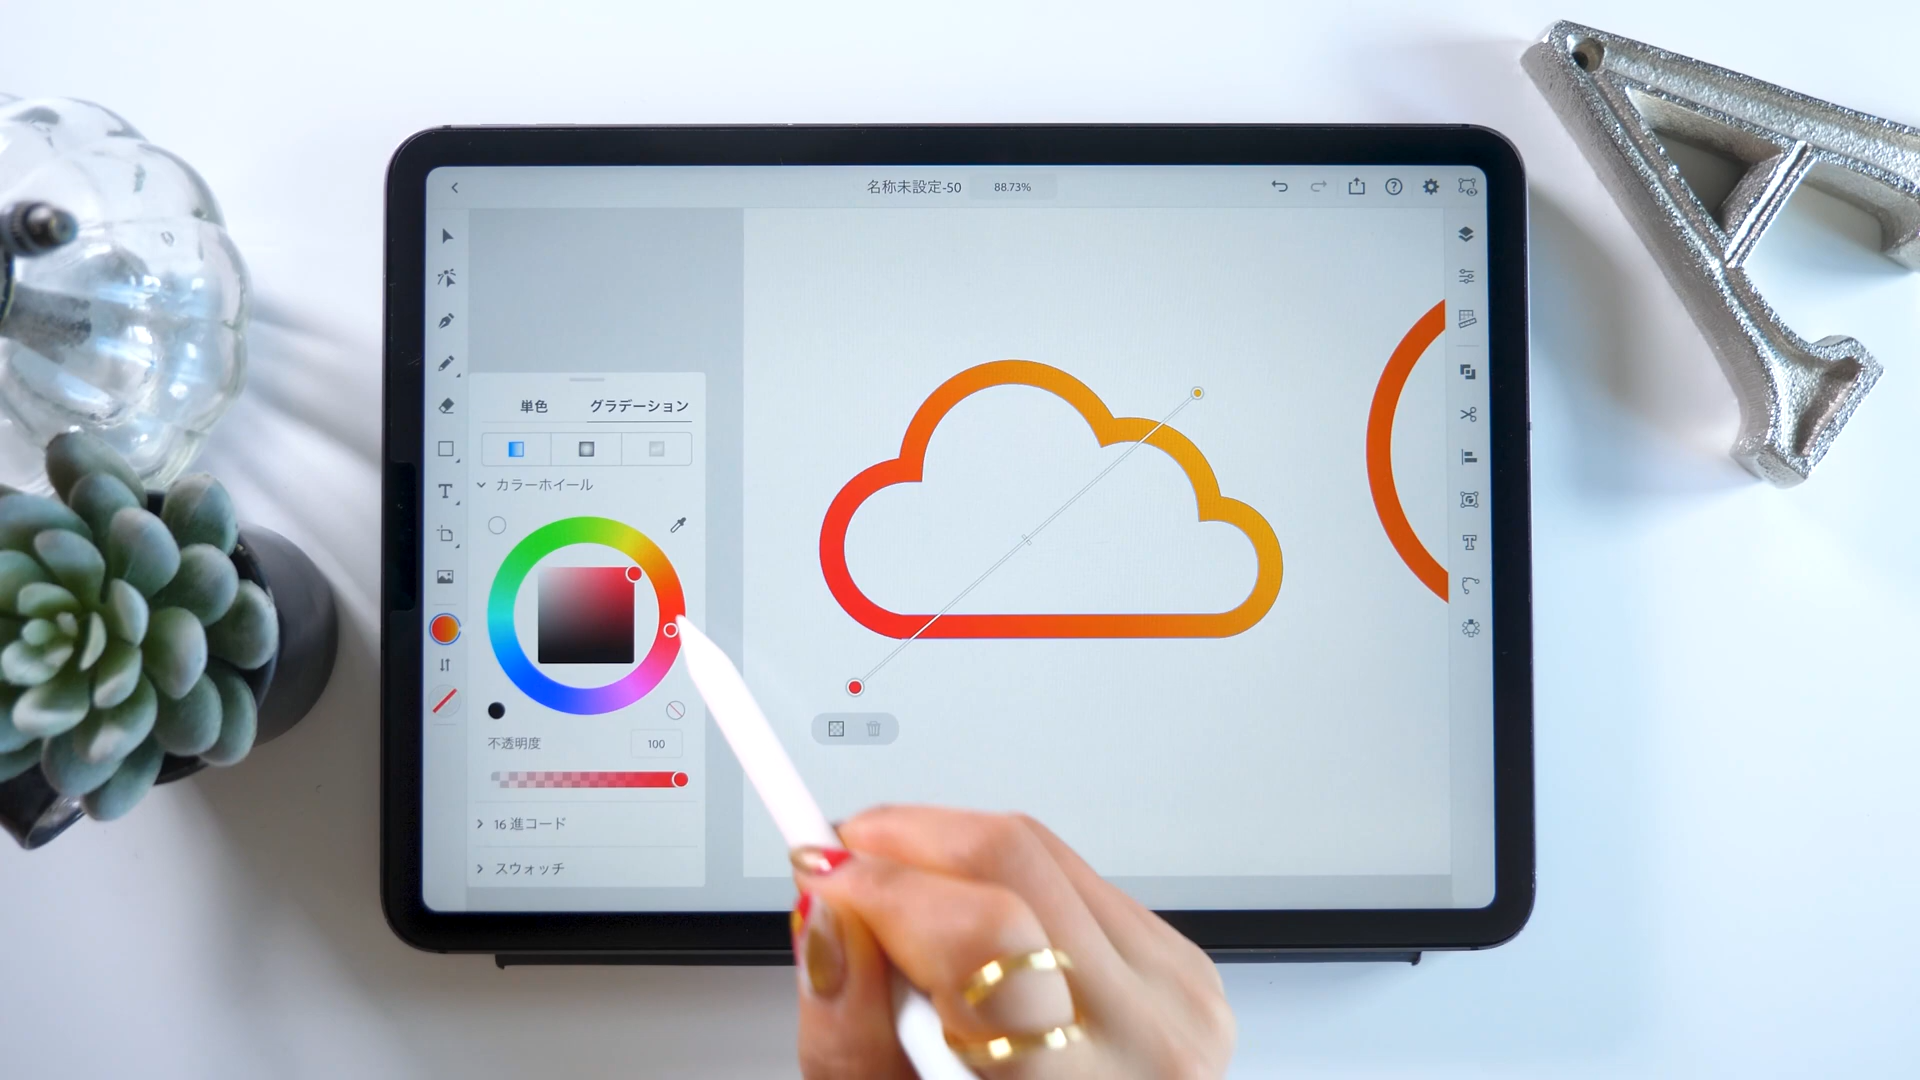 名称未設定-50 88.73%
単色 グラデーション
カラーホイール
不透明度 100
16 進コード
スウォッチ
T
A